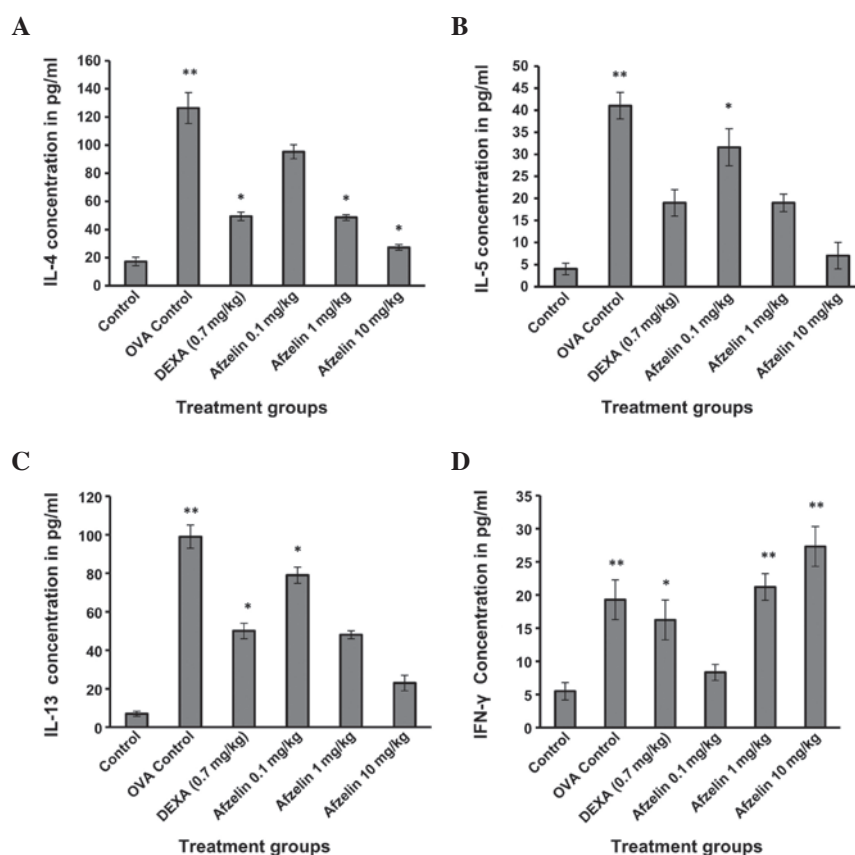 A
IL-4 concentration in pg/ml
160
140
120
100
80
60
40
20
0
**
*
*
*
Control
OVA Control
DEXA (0.7 mg/kg)
Afzelin 0.1 mg/kg
Afzelin 1 mg/kg
Afzelin 10 mg/kg
Treatment groups
B
IL-5 concentration in pg/ml
50
45
40
35
30
25
20
15
10
5
0
**
*
Control
OVA Control
DEXA (0.7 mg/kg)
Afzelin 0.1 mg/kg
Afzelin 1 mg/kg
Afzelin 10 mg/kg
Treatment groups
C
IL-13 concentration in pg/ml
120
100
80
60
40
20
0
**
*
*
Control
OVA Control
DEXA (0.7 mg/kg)
Afzelin 0.1 mg/kg
Afzelin 1 mg/kg
Afzelin 10 mg/kg
Treatment groups
D
IFN-γ Concentration in pg/ml
35
30
25
20
15
10
5
0
**
*
**
**
Control
OVA Control
DEXA (0.7 mg/kg)
Afzelin 0.1 mg/kg
Afzelin 1 mg/kg
Afzelin 10 mg/kg
Treatment groups